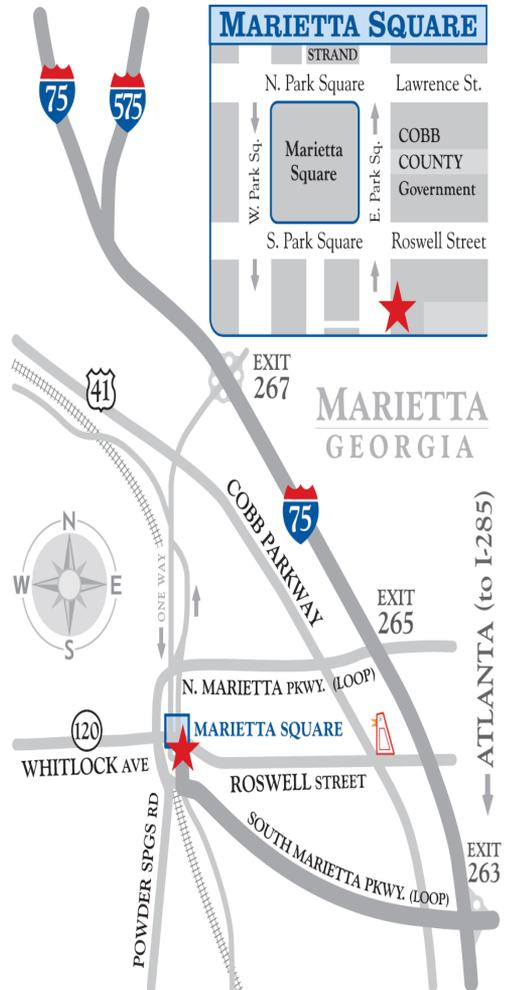 MARIETTA SQUARE
STRAND
N. Park Square
Lawrence St.
W. Park Sq.
Marietta
Square
E. Park Sq.
COBB
COUNTY
Government
S. Park Square
Roswell Street
75
575
EXIT
267
41
MARIETTA
GEORGIA
COBB PARKWAY
75
ATLANTA (to I-285)
N
W
E
S
ONE WAY
EXIT
265
N. MARIETTA PKWY. (LOOP)
120
MARIETTA SQUARE
WHITLOCK AVE
ROSWELL STREET
POWDER SPGS RD
SOUTH MARIETTA PKWY. (LOOP)
EXIT
263